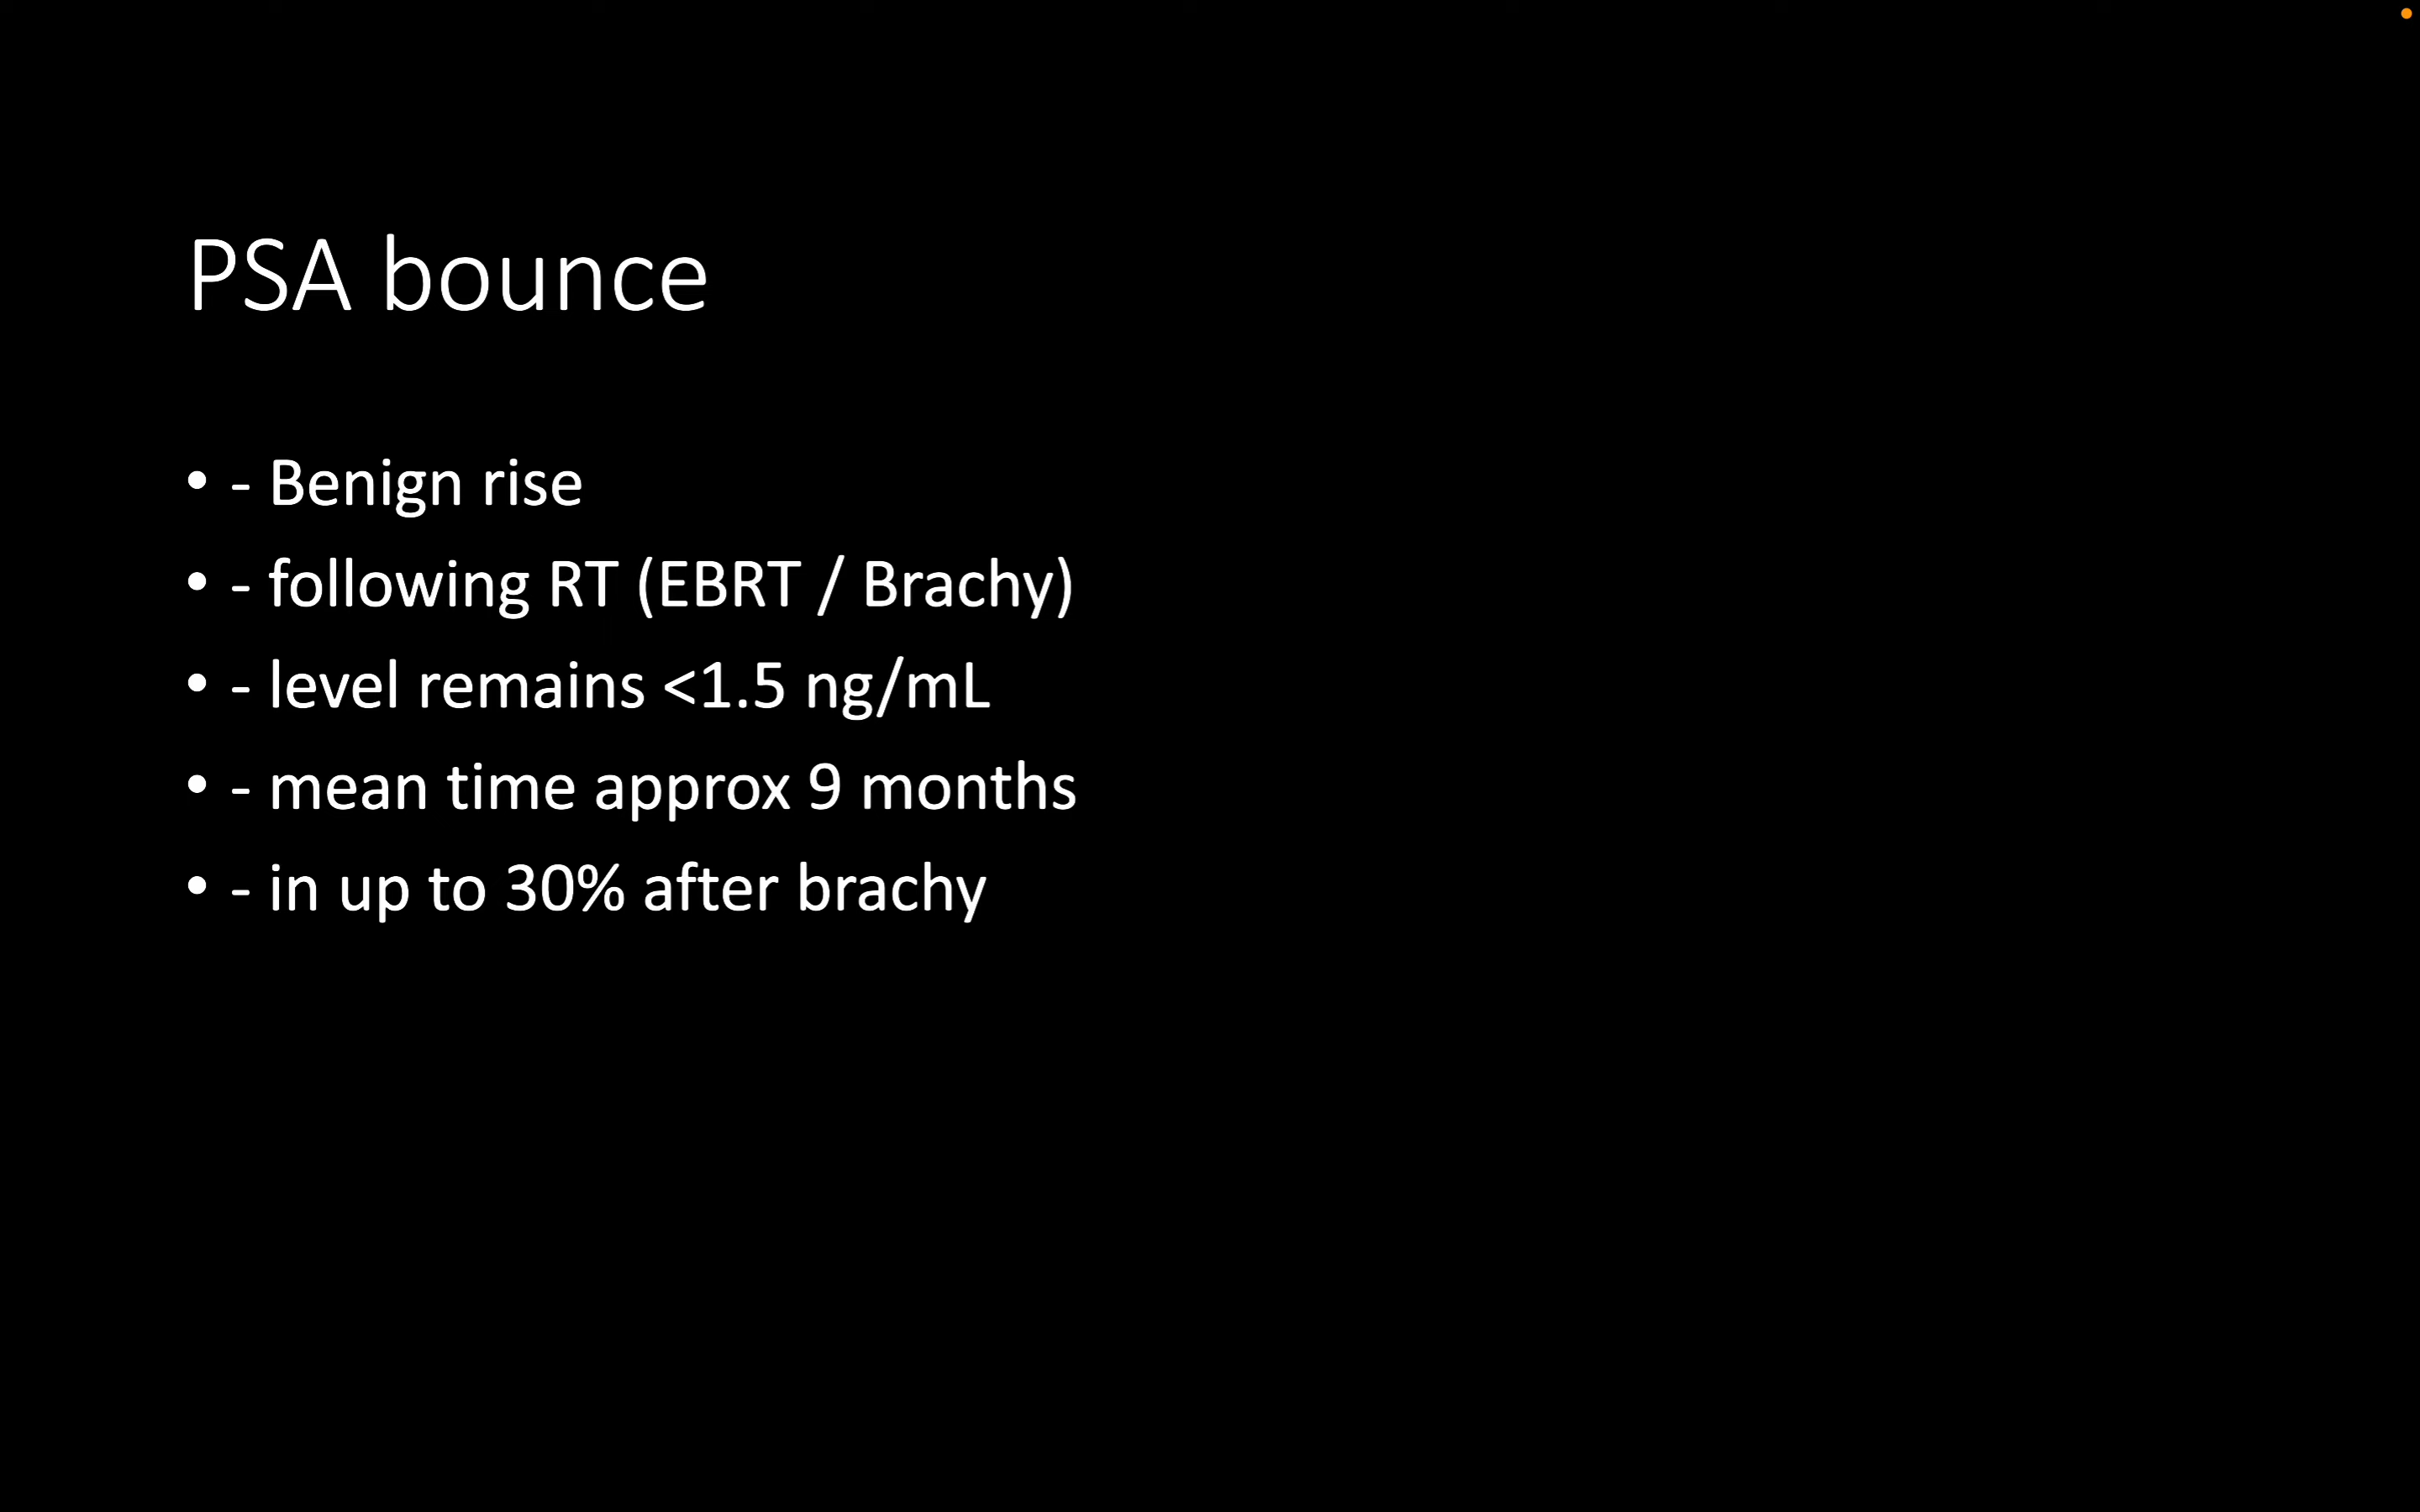 PSA bounce
• - Benign rise
• - following RT (EBRT / Brachy)
• - level remains <1.5 ng/mL
• - mean time approx 9 months
• - in up to 30% after brachy